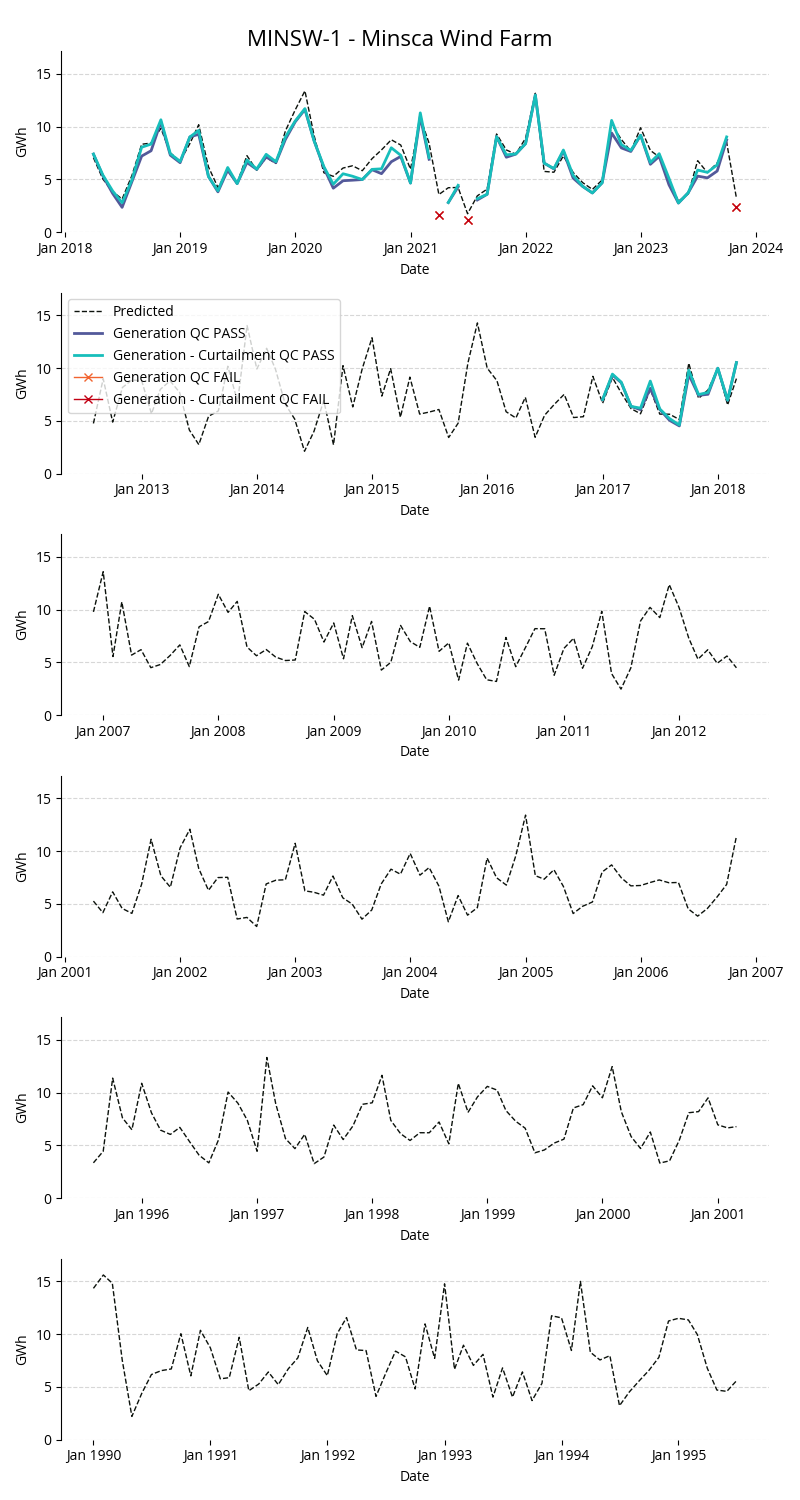 MINSW-1 - Minsca Wind Farm
15
10
5
0
GWh
Jan 2018
Jan 2019
Jan 2020
Jan 2021
Jan 2022
Jan 2023
Jan 2024
Date
Predicted
Generation QC PASS
Generation - Curtailment QC PASS
Generation QC FAIL
Generation - Curtailment QC FAIL
15
10
5
0
GWh
Jan 2013
Jan 2014
Jan 2015
Jan 2016
Jan 2017
Jan 2018
Date
15
10
5
0
GWh
Jan 2007
Jan 2008
Jan 2009
Jan 2010
Jan 2011
Jan 2012
Date
15
10
5
0
GWh
Jan 2001
Jan 2002
Jan 2003
Jan 2004
Jan 2005
Jan 2006
Jan 2007
Date
15
10
5
0
GWh
Jan 1996
Jan 1997
Jan 1998
Jan 1999
Jan 2000
Jan 2001
Date
15
10
5
0
GWh
Jan 1990
Jan 1991
Jan 1992
Jan 1993
Jan 1994
Jan 1995
Date